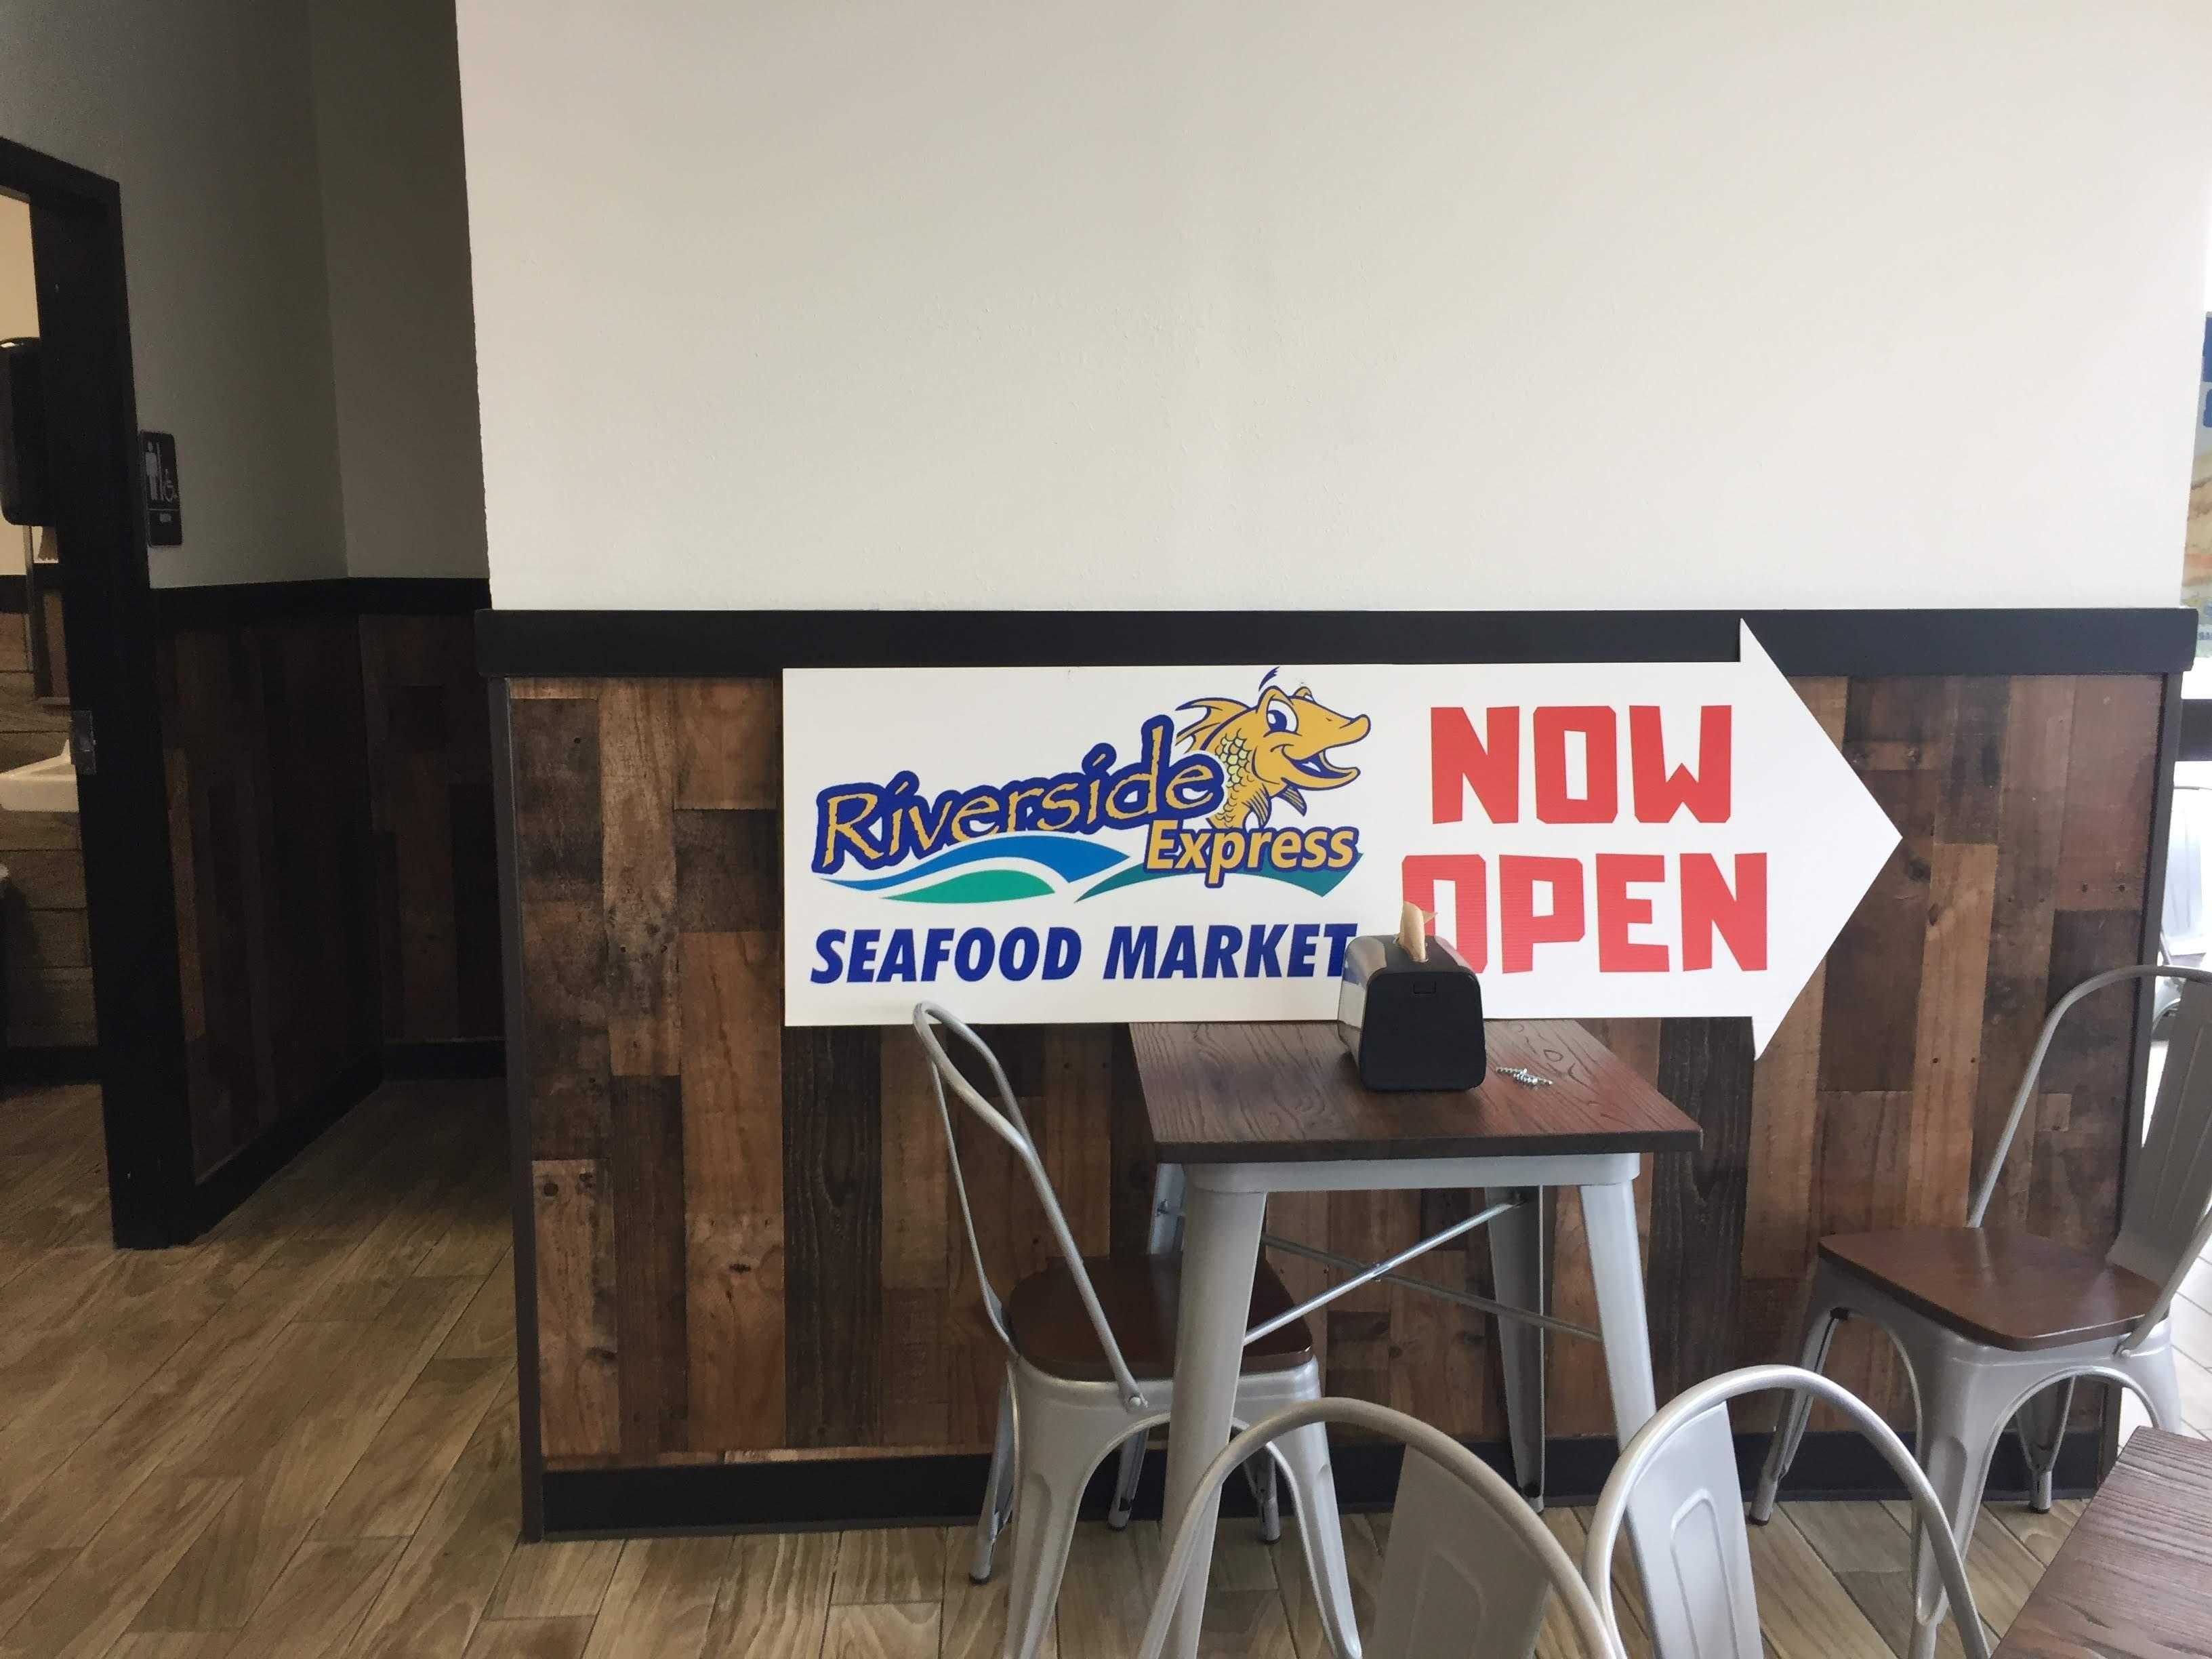 Riverside
Express
SEAFOOD MARKET
NOW
OPEN